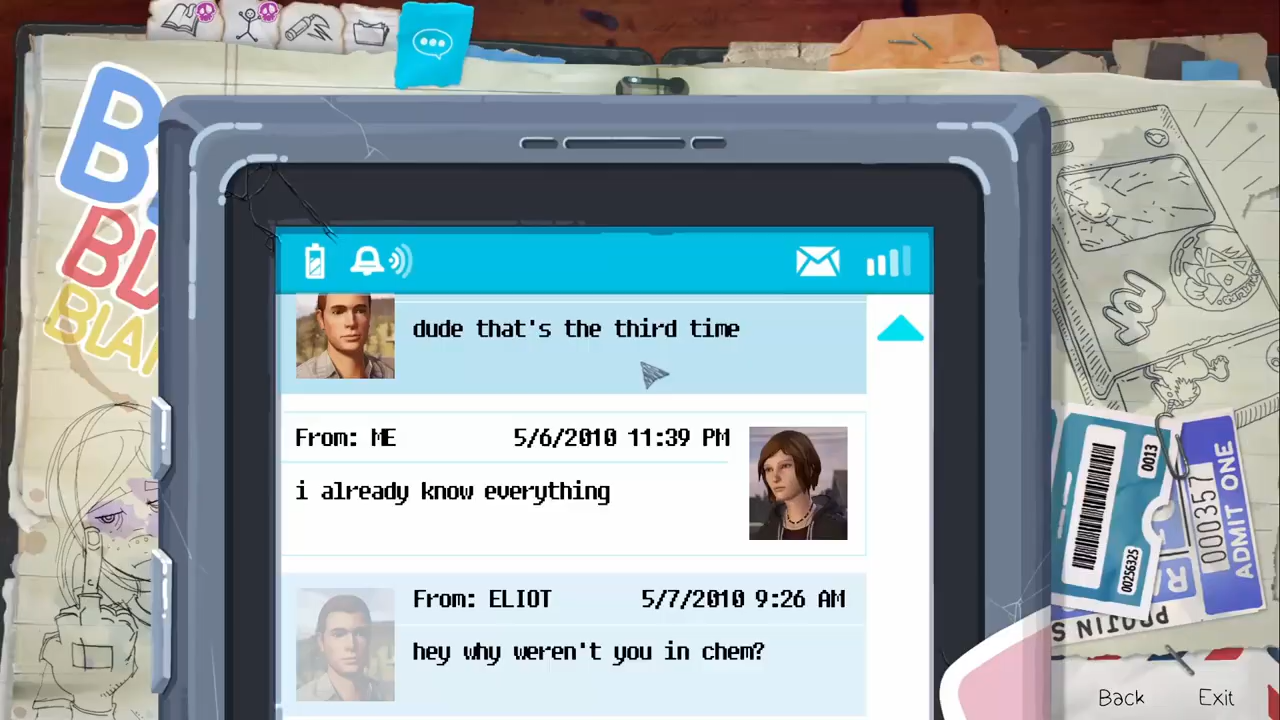 dude that's the third time
From: ME 5/6/2010 11:39 PM
i already know everything
From: ELIOT 5/7/2010 9:26 AM
hey why weren't you in chem?
0013
00256325
000357
ADMIT ONE
Back
Exit